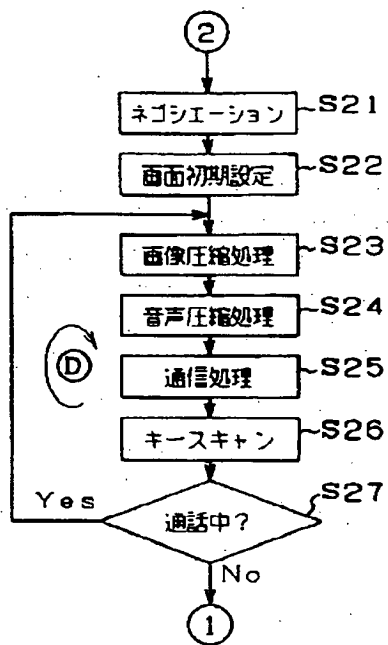 2
ネゴシエーション S21
画面初期設定 S22
画像圧縮処理 S23
音声圧縮処理 S24
D
通信処理 S25
キースキャン S26
S27
Yes 通話中?
No
1